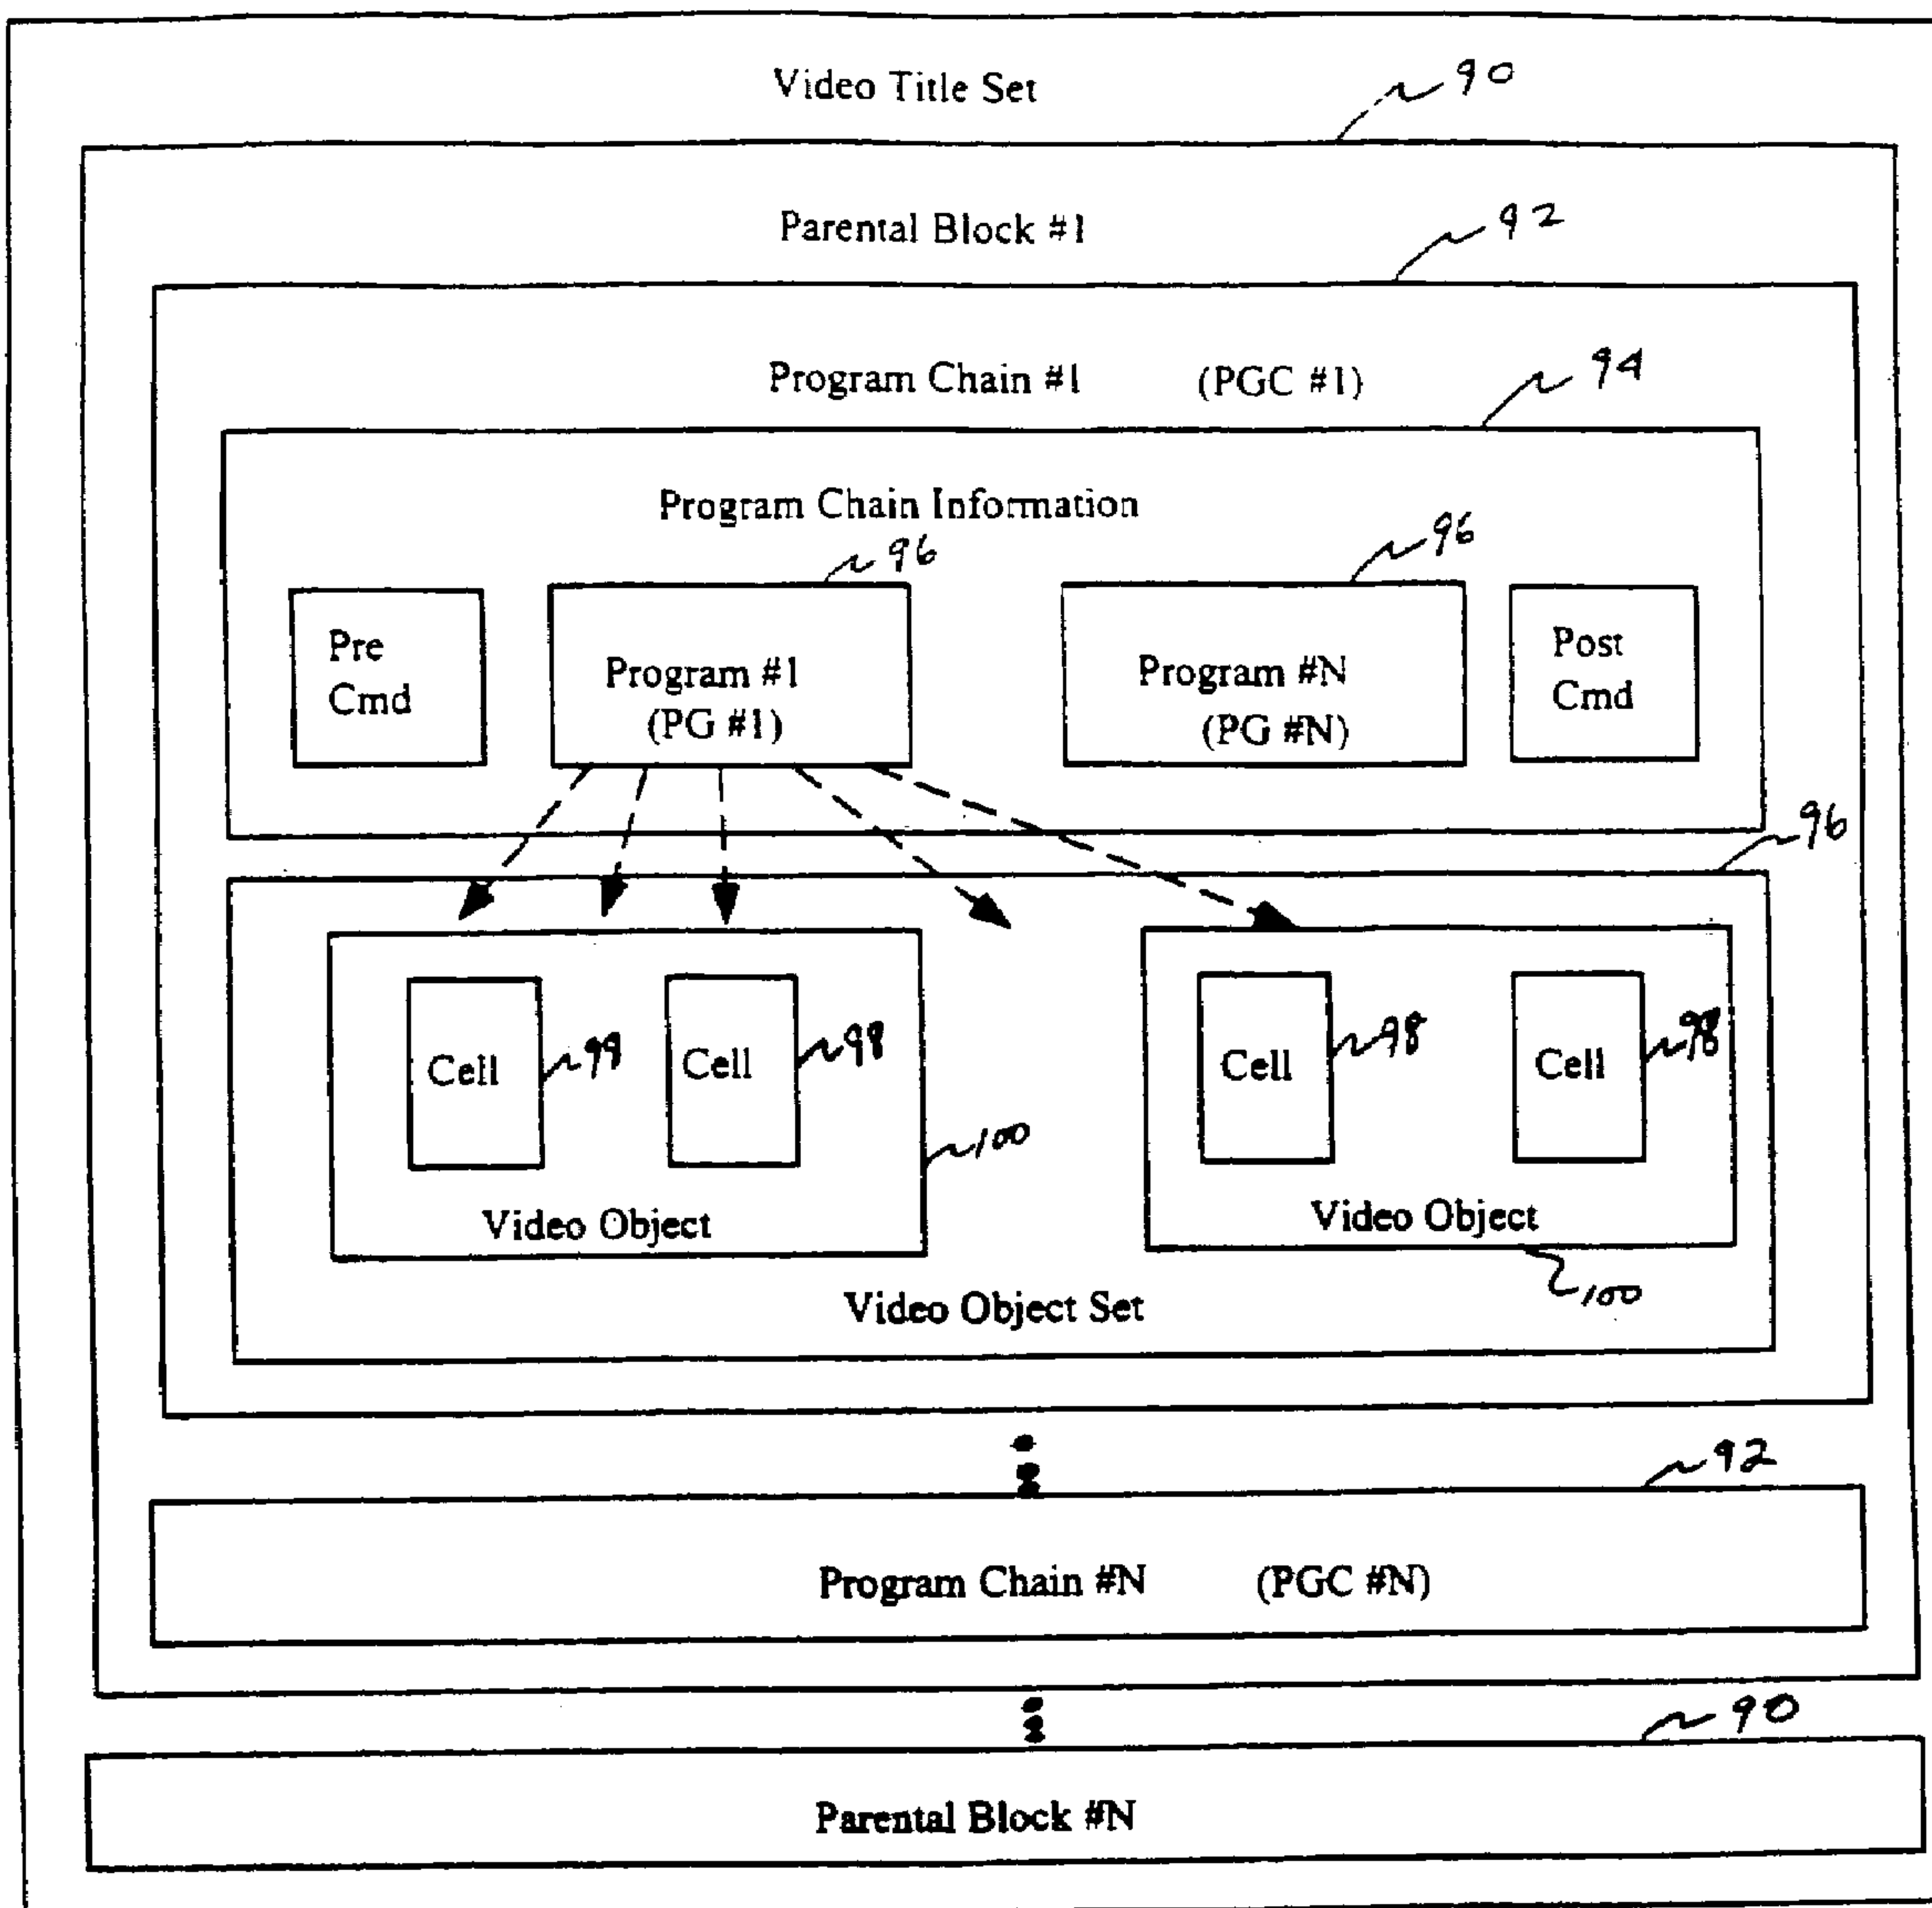 Video Title Set
90
Parental Block #1
92
Program Chain #1 (PGC #1)
94
Program Chain Information
96
96
Pre
Cmd
Program #1
(PG #1)
Program #N
(PG #N)
Post
Cmd
96
Cell
99
Cell
98
Cell
98
Cell
98
100
Video Object
Video Object
100
Video Object Set
92
Program Chain #N (PGC #N)
90
Parental Block #N